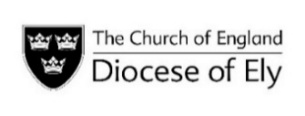 The Church of England
Diocese of Ely